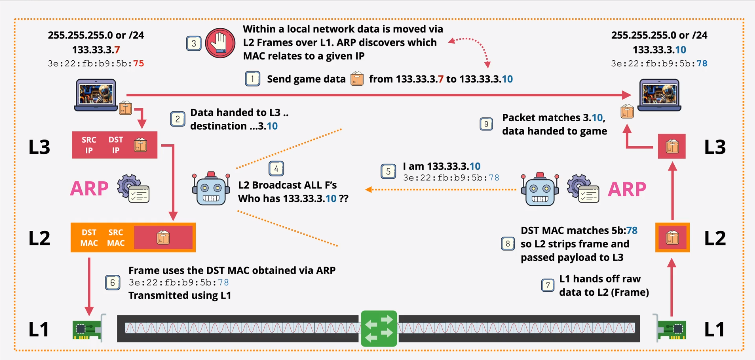 255.255.255.0 or /24
133.33.3.7
3e:22:fb:b9:5b:75
3
Within a local network data is moved via
L2 Frames over L1. ARP discovers which
MAC relates to a given IP
255.255.255.0 or /24
133.33.3.10
3e:22:fb:b9:5b:78
1
Send game data from 133.33.3.7 to 133.33.3.10
2
Data handed to L3 ..
destination ...3.10
9
Packet matches 3.10,
data handed to game
L3
SRC
IP
DST
IP
L3
ARP
4
L2 Broadcast ALL F's
Who has 133.33.3.10 ??
5
I am 133.33.3.10
3e:22:fb:b9:5b:78
ARP
L2
DST
MAC
SRC
MAC
8
DST MAC matches 5b:78
so L2 strips frame and
passed payload to L3
L2
6
Frame uses the DST MAC obtained via ARP
3e:22:fb:b9:5b:78
Transmitted using L1
7
L1 hands off raw
data to L2 (Frame)
L1
L1